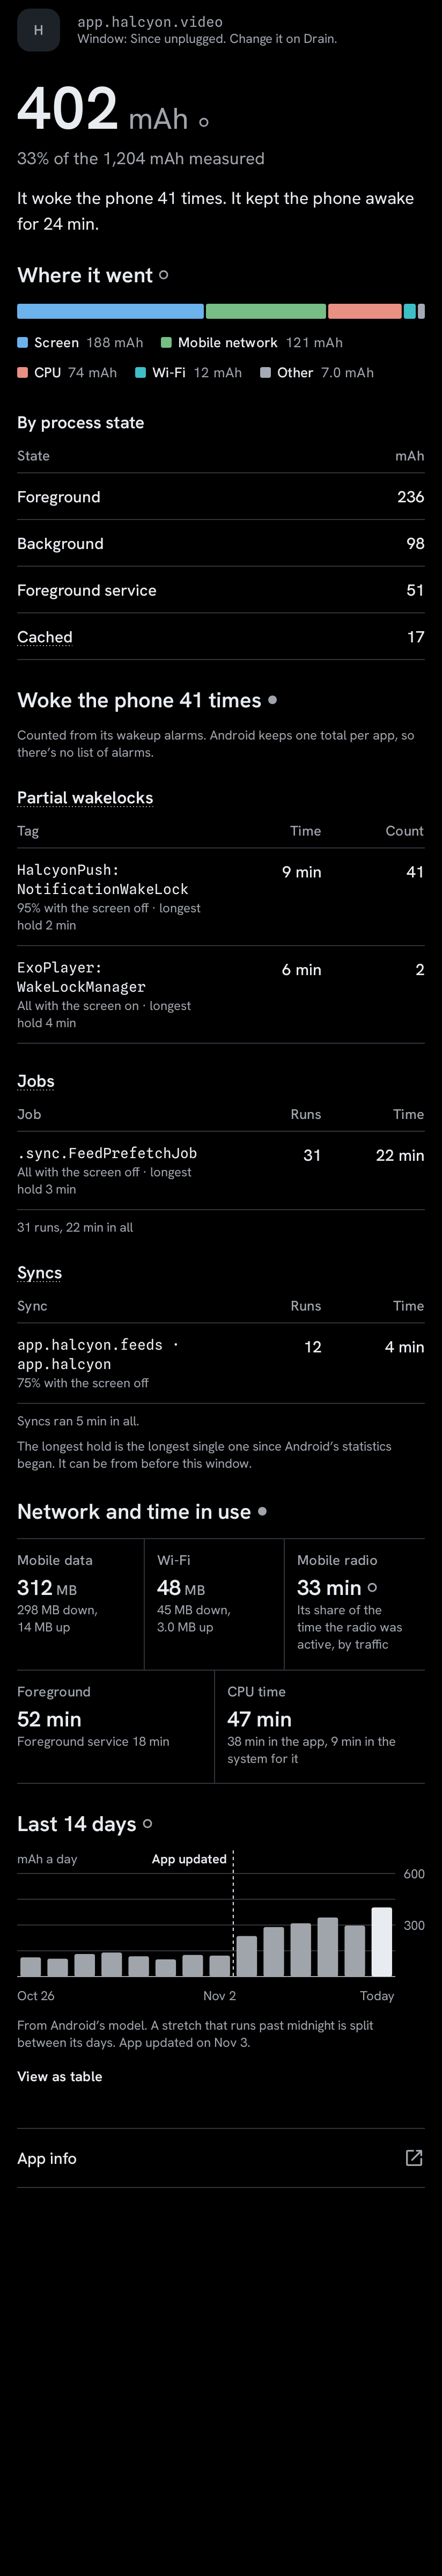 H
app.halcyon.video
Window: Since unplugged. Change it on Drain.
402 mAh
33% of the 1,204 mAh measured
It woke the phone 41 times. It kept the phone awake
for 24 min.
Where it went
Screen 188 mAh Mobile network 121 mAh
CPU 74 mAh Wi-Fi 12 mAh Other 7.0 mAh
By process state
State mAh
Foreground 236
Background 98
Foreground service 51
Cached 17
Woke the phone 41 times
Counted from its wakeup alarms. Android keeps one total per app, so
there’s no list of alarms.
Partial wakelocks
Tag Time Count
HalcyonPush: 9 min 41
NotificationWakeLock
95% with the screen off · longest
hold 2 min
ExoPlayer: 6 min 2
WakeLockManager
All with the screen on · longest
hold 4 min
Jobs
Job Runs Time
.sync.FeedPrefetchJob 31 22 min
All with the screen off · longest
hold 3 min
31 runs, 22 min in all
Syncs
Sync Runs Time
app.halcyon.feeds · 12 4 min
app.halcyon
75% with the screen off
Syncs ran 5 min in all.
The longest hold is the longest single one since Android’s statistics
began. It can be from before this window.
Network and time in use
Mobile data
312 MB
298 MB down,
14 MB up
Wi-Fi
48 MB
45 MB down,
3.0 MB up
Mobile radio
33 min
Its share of the
time the radio was
active, by traffic
Foreground
52 min
Foreground service 18 min
CPU time
47 min
38 min in the app, 9 min in the
system for it
Last 14 days
mAh a day App updated
600
300
Oct 26 Nov 2 Today
From Android’s model. A stretch that runs past midnight is split
between its days. App updated on Nov 3.
View as table
App info